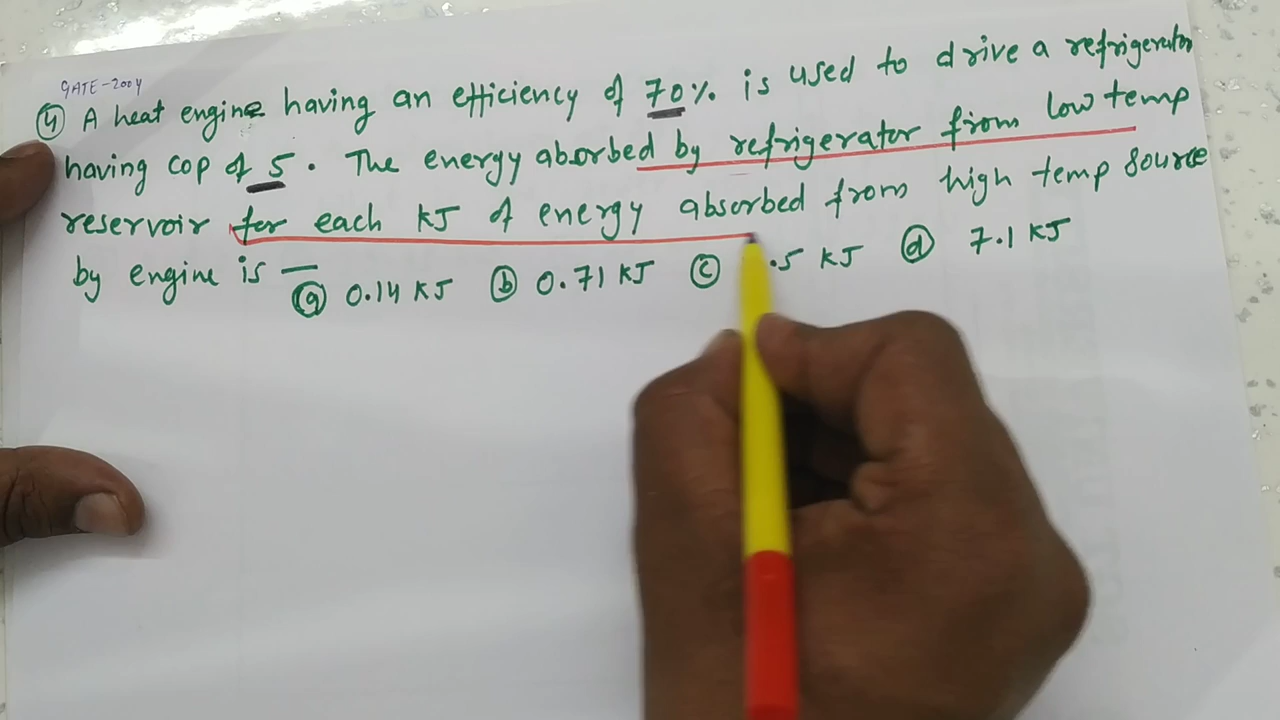 GATE-2004
④ A heat engine having an efficiency of 70% is used to drive a refrigerator
having cop of 5. The energy absorbed by refrigerator from low temp
reservoir for each KJ of energy absorbed from high temp source
by engine is — ⓐ 0.14 KJ ⓑ 0.71 KJ ⓒ .5 KJ ⓓ 7.1 KJ